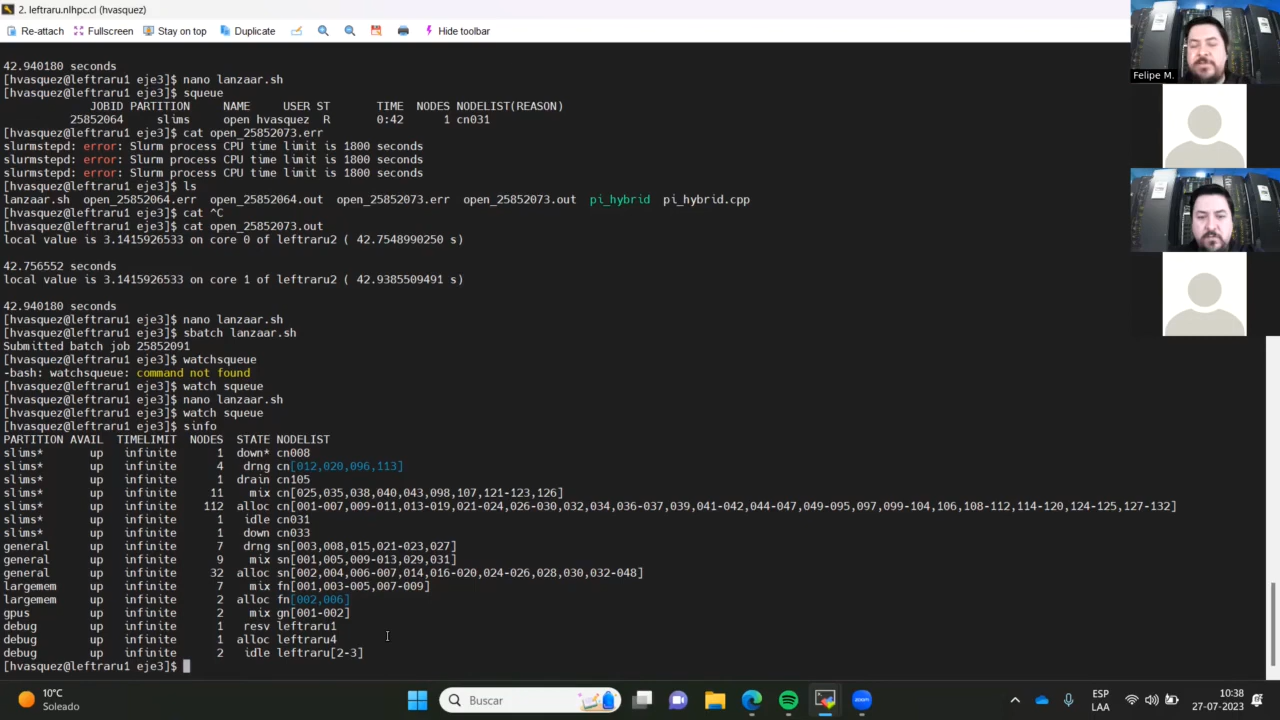 2. leftraru.nlhpc.cl (hvasquez)
Re-attach Fullscreen Stay on top Duplicate Hide toolbar
42.940180 seconds
[hvasquez@leftraru1 eje3]$ nano lanzaar.sh
[hvasquez@leftraru1 eje3]$ squeue
JOBID PARTITION NAME USER ST TIME NODES NODELIST(REASON)
25852064 slims open hvasquez R 0:42 1 cn031
[hvasquez@leftraru1 eje3]$ cat open_25852073.err
slurmstepd: error: Slurm process CPU time limit is 1800 seconds
slurmstepd: error: Slurm process CPU time limit is 1800 seconds
slurmstepd: error: Slurm process CPU time limit is 1800 seconds
[hvasquez@leftraru1 eje3]$ ls
lanzaar.sh open_25852064.err open_25852064.out open_25852073.err open_25852073.out pi_hybrid pi_hybrid.cpp
[hvasquez@leftraru1 eje3]$ cat ^C
[hvasquez@leftraru1 eje3]$ cat open_25852073.out
local value is 3.1415926533 on core 0 of leftraru2 ( 42.7548990250 s)
42.756552 seconds
local value is 3.1415926533 on core 1 of leftraru2 ( 42.9385509491 s)
42.940180 seconds
[hvasquez@leftraru1 eje3]$ nano lanzaar.sh
[hvasquez@leftraru1 eje3]$ sbatch lanzaar.sh
Submitted batch job 25852091
[hvasquez@leftraru1 eje3]$ watchsqueue
-bash: watchsqueue: command not found
[hvasquez@leftraru1 eje3]$ watch squeue
[hvasquez@leftraru1 eje3]$ nano lanzaar.sh
[hvasquez@leftraru1 eje3]$ watch squeue
[hvasquez@leftraru1 eje3]$ sinfo
PARTITION AVAIL TIMELIMIT NODES STATE NODELIST
slims* up infinite 1 down* cn008
slims* up infinite 4 drng cn[012,020,096,113]
slims* up infinite 1 drain cn105
slims* up infinite 11 mix cn[025,035,038,040,043,098,107,121-123,126]
slims* up infinite 112 alloc cn[001-007,009-011,013-019,021-024,026-030,032,034,036-037,039,041-042,044-047,049-095,097,099-104,106,108-112,114-120,124-125,127-132]
slims* up infinite 1 idle cn031
slims* up infinite 1 down cn033
general up infinite 7 drng sn[003,008,015,021-023,027]
general up infinite 9 mix sn[001,005,009-013,029,031]
general up infinite 32 alloc sn[002,004,006-007,014,016-020,024-026,028,030,032-048]
largemem up infinite 7 mix fn[001,003-005,007-009]
largemem up infinite 2 alloc fn[002,006]
gpus up infinite 2 mix gn[001-002]
debug up infinite 1 resv leftraru1
debug up infinite 1 alloc leftraru4
debug up infinite 2 idle leftraru[2-3]
[hvasquez@leftraru1 eje3]$
Felipe M.
10°C
Soleado
Buscar
zoom
ESP
LAA
10:38
27-07-2023